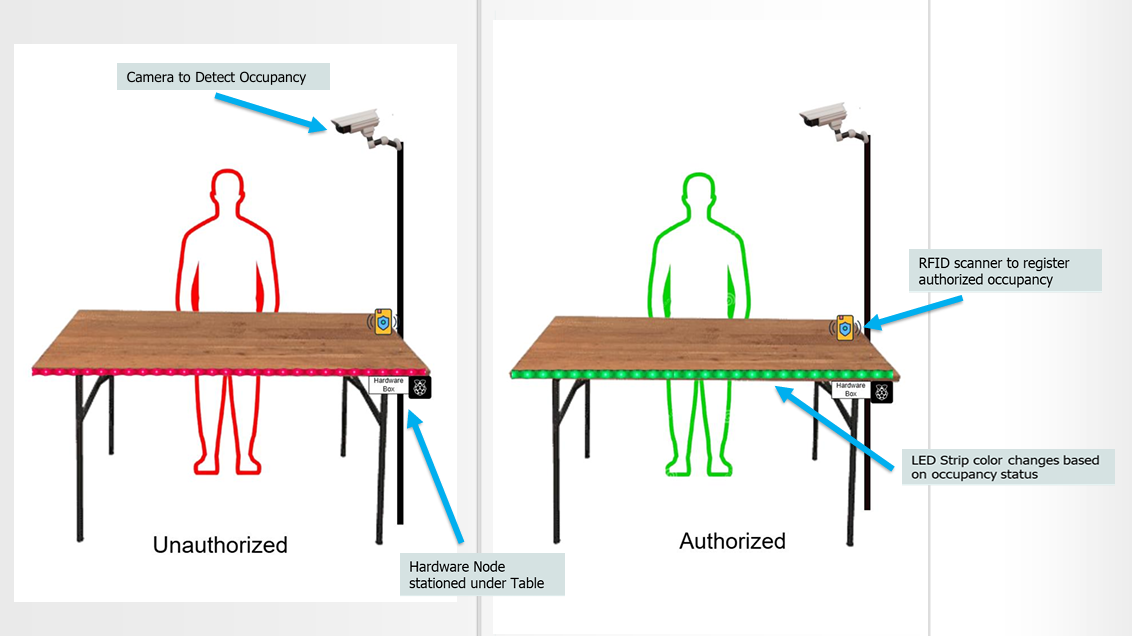 Camera to Detect Occupancy
Hardware
Box
Unauthorized
Hardware Node
stationed under Table
RFID scanner to register
authorized occupancy
Hardware
Box
LED Strip color changes based
on occupancy status
Authorized